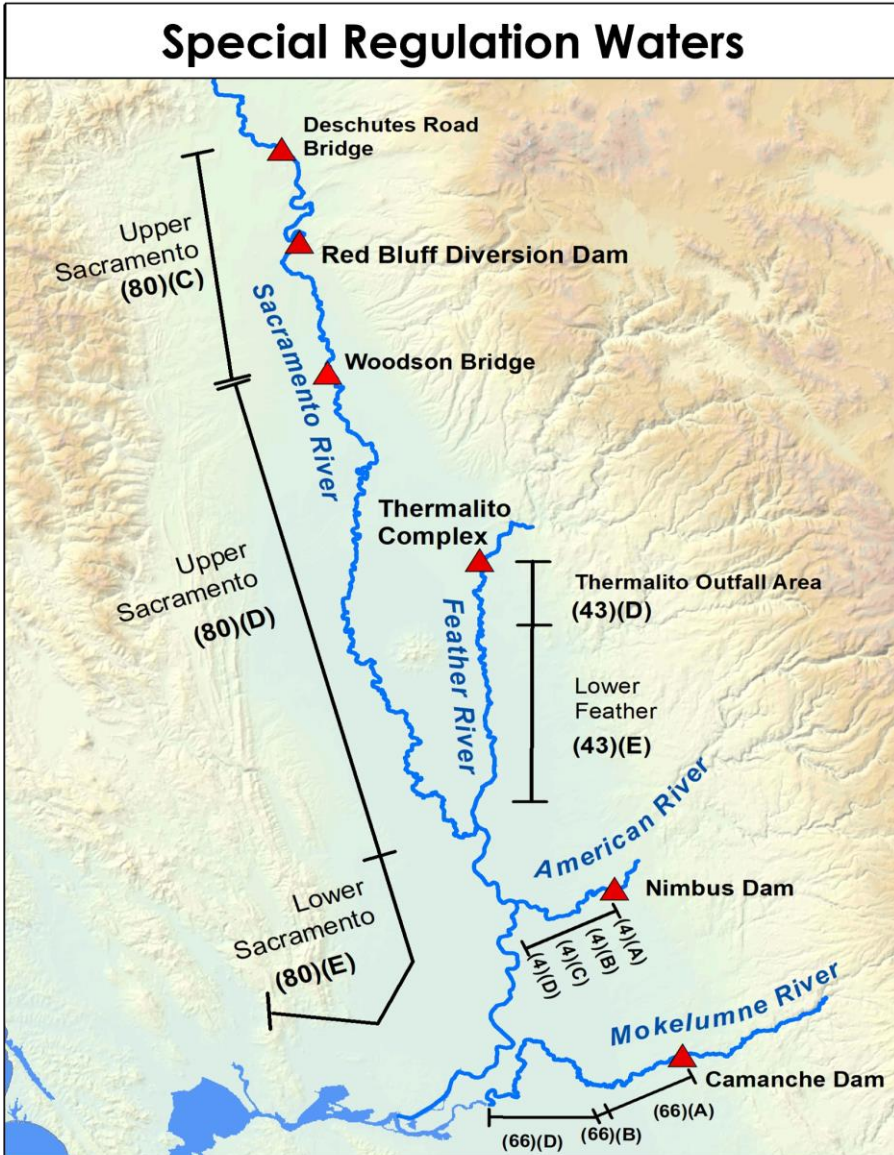 Special Regulation Waters
Deschutes Road
Bridge
Upper
Sacramento
(80)(C)
Red Bluff Diversion Dam
Sacramento River
Woodson Bridge
Thermalito
Complex
Upper
Sacramento
(80)(D)
Feather River
Thermalito Outfall Area
(43)(D)
Lower
Feather
(43)(E)
American River
Nimbus Dam
Lower
Sacramento
(80)(E)
(4)(A)
(4)(B)
(4)(C)
(4)(D)
Mokelumne River
Camanche Dam
(66)(A)
(66)(B)
(66)(D)